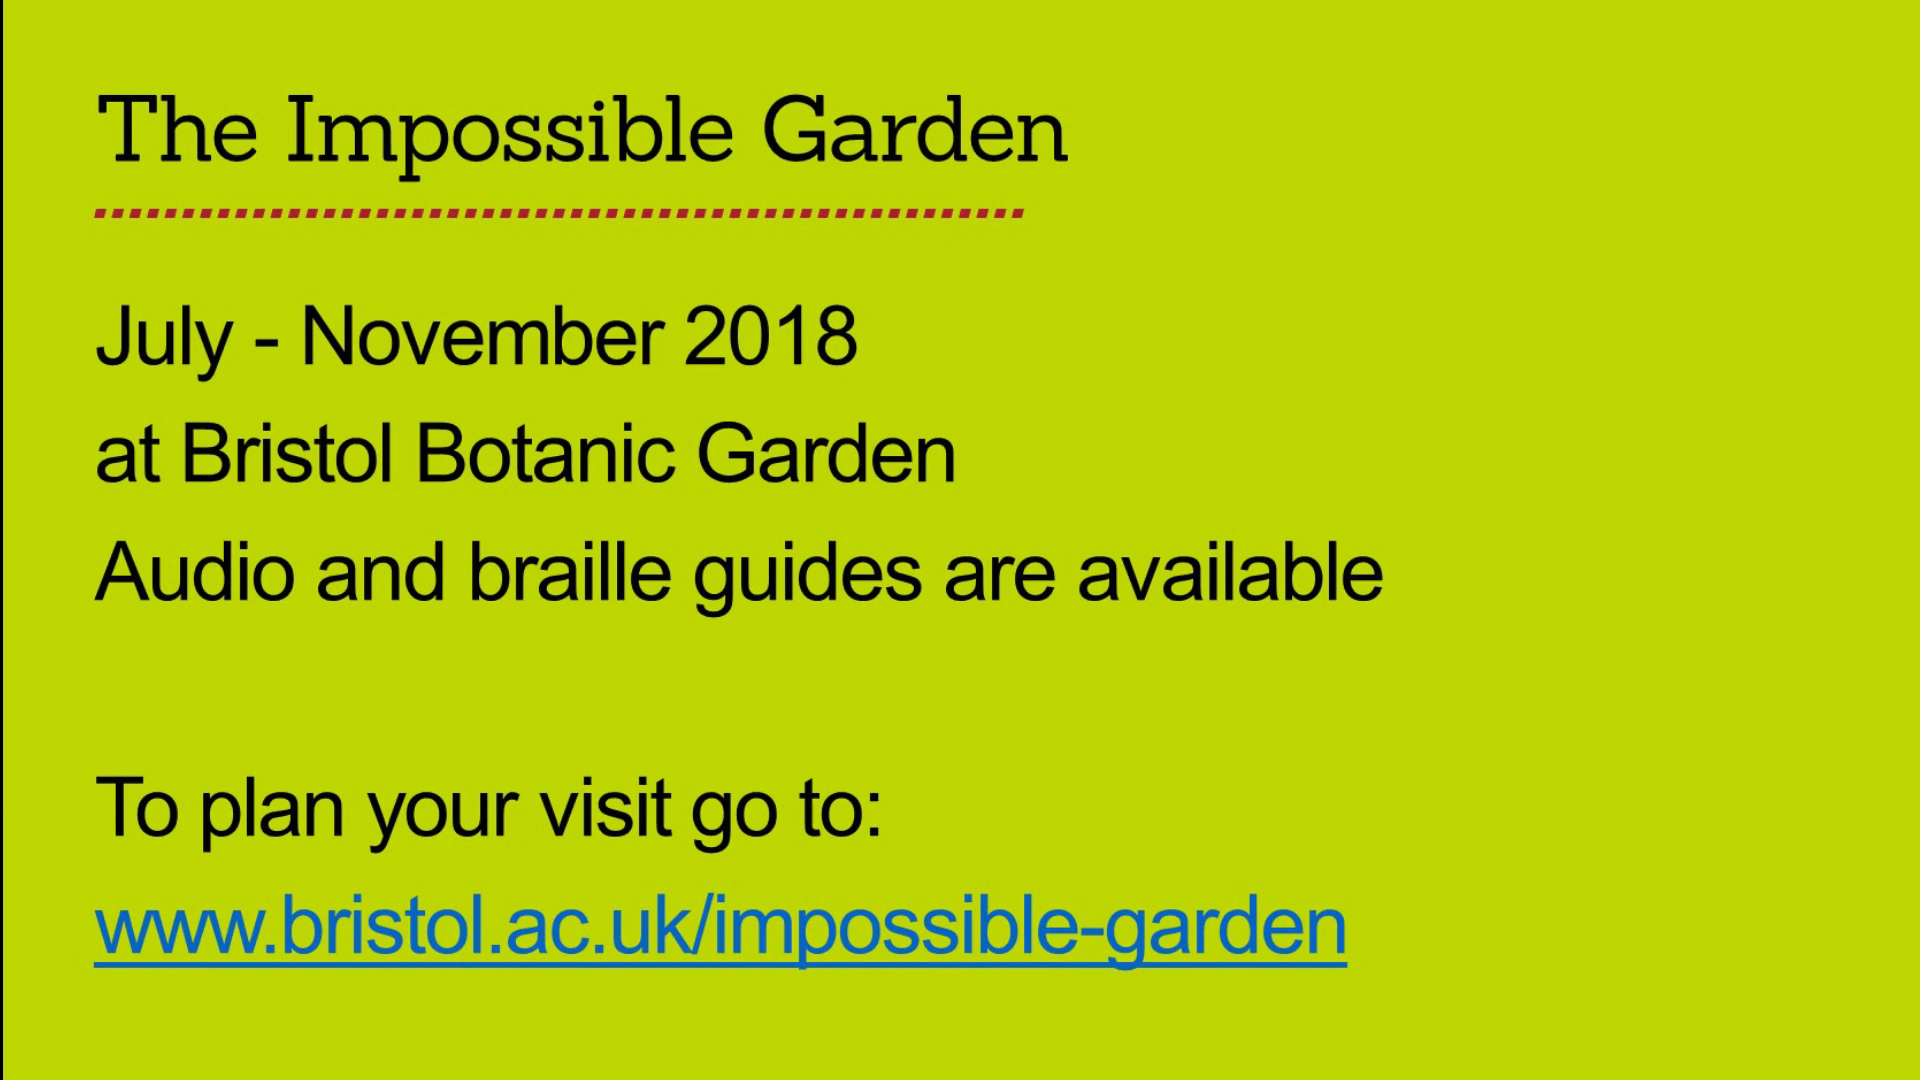 The Impossible Garden
July - November 2018
at Bristol Botanic Garden
Audio and braille guides are available
To plan your visit go to:
www.bristol.ac.uk/impossible-garden